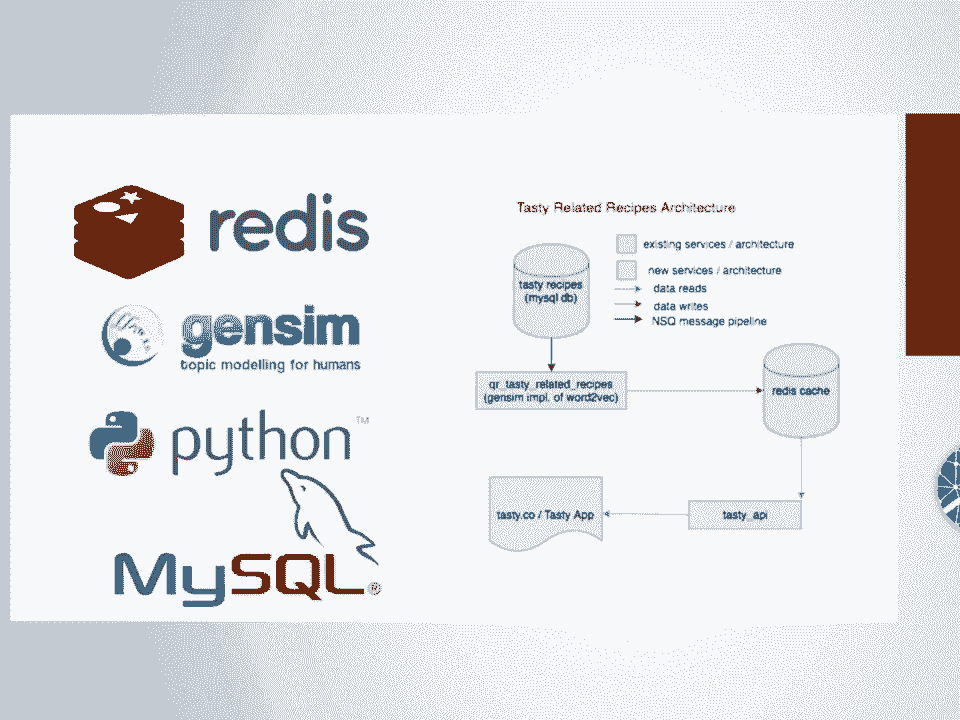 redis
gensim
topic modelling for humans
python™
MySQL®
Tasty Related Recipes Architecture
existing services / architecture
new services / architecture
data reads
data writes
NSQ message pipeline
tasty recipes
(mysql db)
qr_tasty_related_recipes
(gensim impl. of word2vec)
redis cache
tasty.co / Tasty App
tasty_api